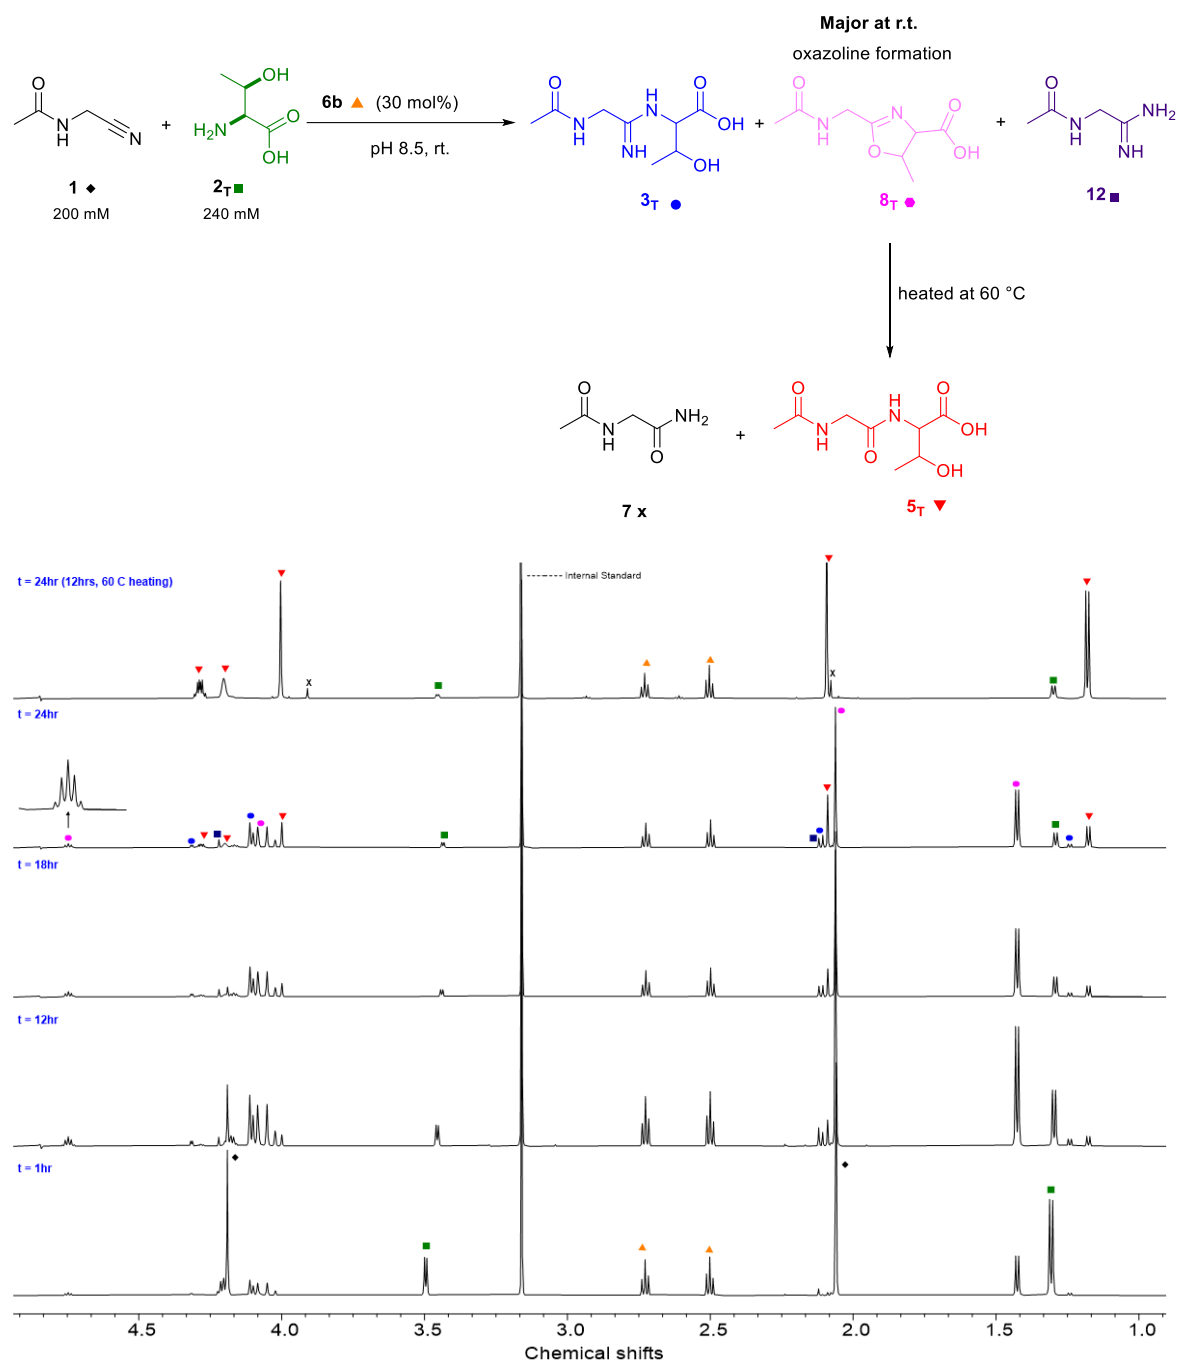 Major at r.t.
oxazoline formation
O
N
H
N
1
200 mM
+
OH
H₂N
O
OH
2T
240 mM
6b (30 mol%)
pH 8.5, rt.
O
N
H
H
N
NH
O
OH
OH
3T
+
O
N
H
N
O
O
OH
8T
+
O
N
H
NH₂
NH
12
heated at 60 °C
O
N
H
NH₂
O
7 x
+
O
N
H
O
H
N
O
OH
OH
5T
t = 24hr (12hrs, 60 C heating)
Internal Standard
x
x
t = 24hr
t = 18hr
t = 12hr
t = 1hr
4.5 4.0 3.5 3.0 2.5 2.0 1.5 1.0
Chemical shifts